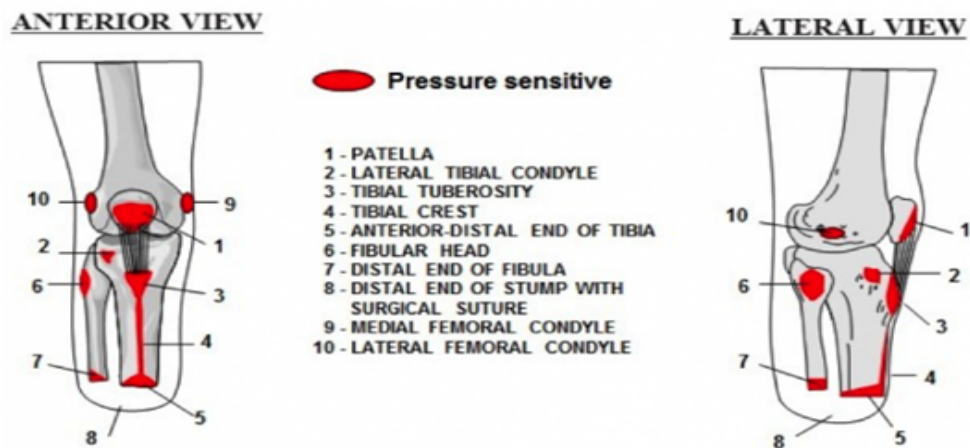 ANTERIOR VIEW
LATERAL VIEW
Pressure sensitive
1 - PATELLA
2 - LATERAL TIBIAL CONDYLE
3 - TIBIAL TUBEROSITY
4 - TIBIAL CREST
5 - ANTERIOR-DISTAL END OF TIBIA
6 - FIBULAR HEAD
7 - DISTAL END OF FIBULA
8 - DISTAL END OF STUMP WITH
SURGICAL SUTURE
9 - MEDIAL FEMORAL CONDYLE
10 - LATERAL FEMORAL CONDYLE
10
9
1
2
6
3
4
7
5
8
10
1
2
6
3
7
4
5
8